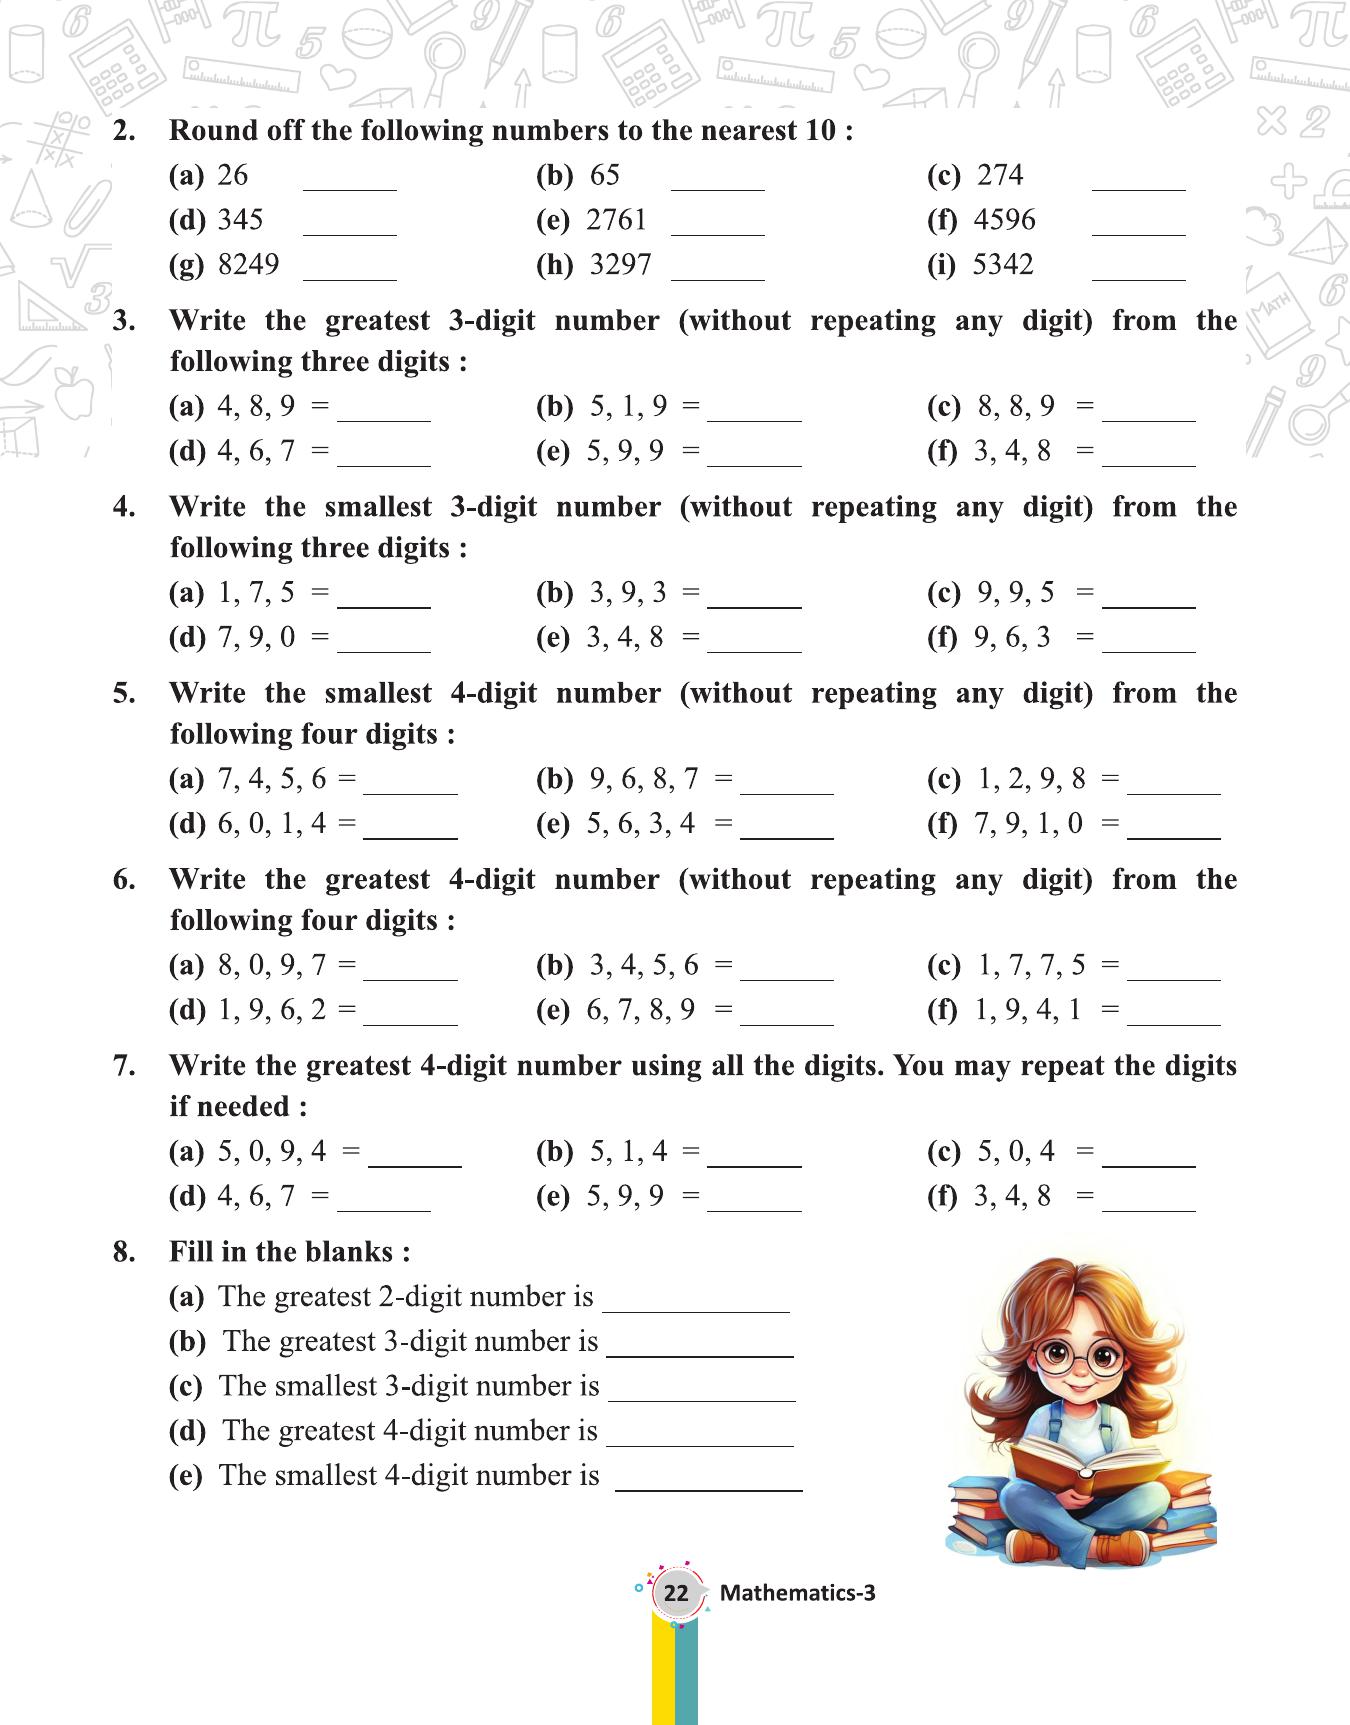 2. Round off the following numbers to the nearest 10 :
(a) 26 ______ (b) 65 ______ (c) 274 ______
(d) 345 ______ (e) 2761 ______ (f) 4596 ______
(g) 8249 ______ (h) 3297 ______ (i) 5342 ______
3. Write the greatest 3-digit number (without repeating any digit) from the
following three digits :
(a) 4, 8, 9 = ______ (b) 5, 1, 9 = ______ (c) 8, 8, 9 = ______
(d) 4, 6, 7 = ______ (e) 5, 9, 9 = ______ (f) 3, 4, 8 = ______
4. Write the smallest 3-digit number (without repeating any digit) from the
following three digits :
(a) 1, 7, 5 = ______ (b) 3, 9, 3 = ______ (c) 9, 9, 5 = ______
(d) 7, 9, 0 = ______ (e) 3, 4, 8 = ______ (f) 9, 6, 3 = ______
5. Write the smallest 4-digit number (without repeating any digit) from the
following four digits :
(a) 7, 4, 5, 6 = ______ (b) 9, 6, 8, 7 = ______ (c) 1, 2, 9, 8 = ______
(d) 6, 0, 1, 4 = ______ (e) 5, 6, 3, 4 = ______ (f) 7, 9, 1, 0 = ______
6. Write the greatest 4-digit number (without repeating any digit) from the
following four digits :
(a) 8, 0, 9, 7 = ______ (b) 3, 4, 5, 6 = ______ (c) 1, 7, 7, 5 = ______
(d) 1, 9, 6, 2 = ______ (e) 6, 7, 8, 9 = ______ (f) 1, 9, 4, 1 = ______
7. Write the greatest 4-digit number using all the digits. You may repeat the digits
if needed :
(a) 5, 0, 9, 4 = ______ (b) 5, 1, 4 = ______ (c) 5, 0, 4 = ______
(d) 4, 6, 7 = ______ (e) 5, 9, 9 = ______ (f) 3, 4, 8 = ______
8. Fill in the blanks :
(a) The greatest 2-digit number is ____________
(b) The greatest 3-digit number is ____________
(c) The smallest 3-digit number is ____________
(d) The greatest 4-digit number is ____________
(e) The smallest 4-digit number is ____________
MATH
22 Mathematics-3